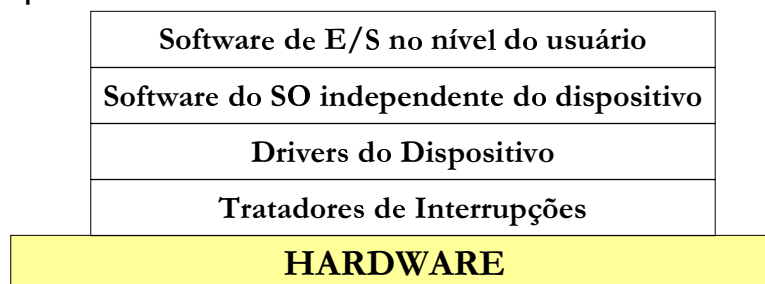 Software de E/S no nível do usuário
Software do SO independente do dispositivo
Drivers do Dispositivo
Tratadores de Interrupções
HARDWARE